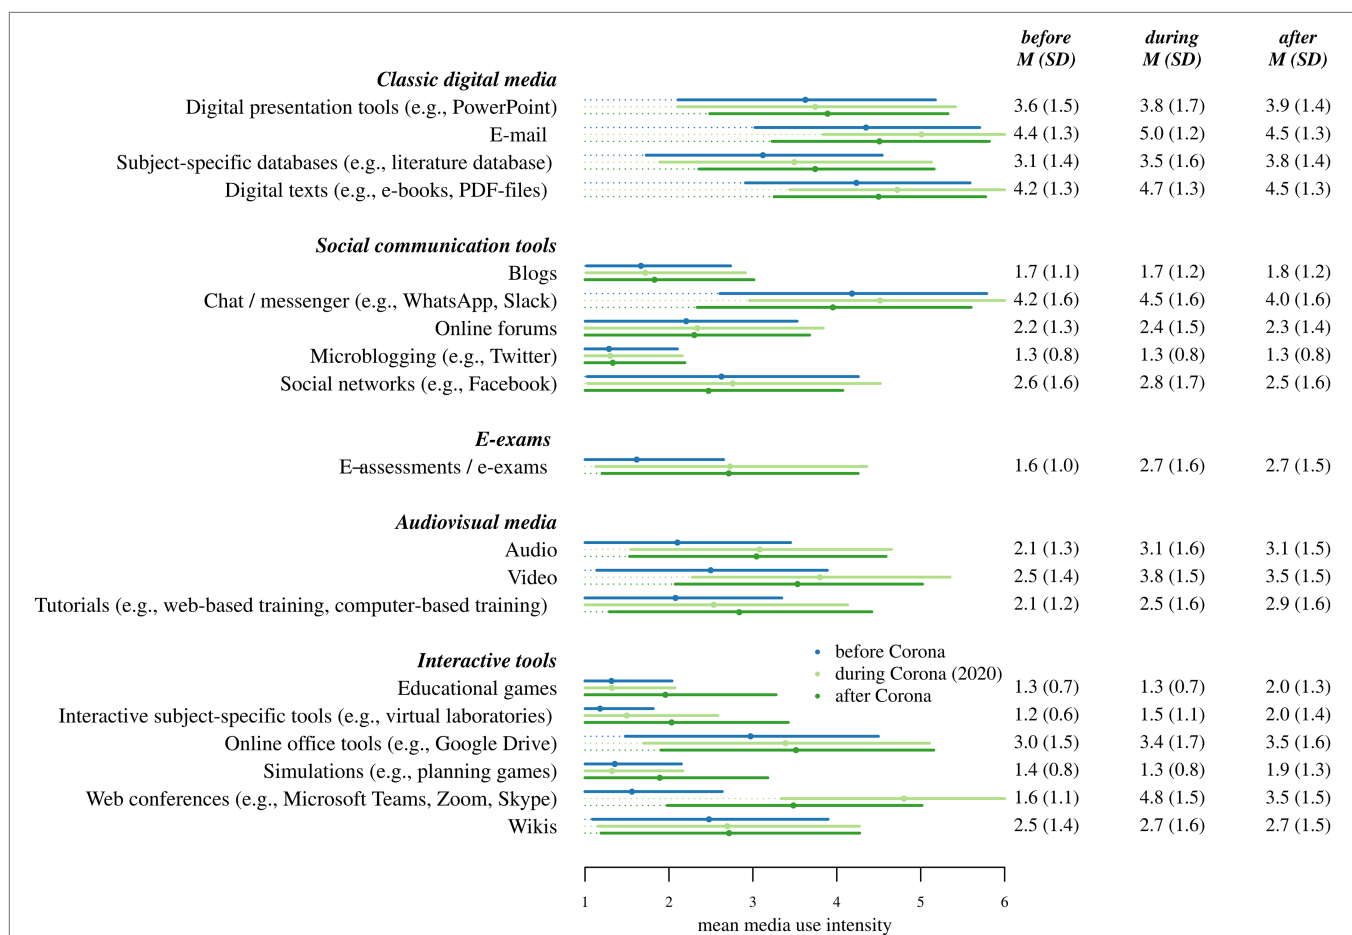 before during after
M (SD) M (SD) M (SD)
Classic digital media
Digital presentation tools (e.g., PowerPoint) 3.6 (1.5) 3.8 (1.7) 3.9 (1.4)
E-mail 4.4 (1.3) 5.0 (1.2) 4.5 (1.3)
Subject-specific databases (e.g., literature database) 3.1 (1.4) 3.5 (1.6) 3.8 (1.4)
Digital texts (e.g., e-books, PDF-files) 4.2 (1.3) 4.7 (1.3) 4.5 (1.3)
Social communication tools
Blogs 1.7 (1.1) 1.7 (1.2) 1.8 (1.2)
Chat / messenger (e.g., WhatsApp, Slack) 4.2 (1.6) 4.5 (1.6) 4.0 (1.6)
Online forums 2.2 (1.3) 2.4 (1.5) 2.3 (1.4)
Microblogging (e.g., Twitter) 1.3 (0.8) 1.3 (0.8) 1.3 (0.8)
Social networks (e.g., Facebook) 2.6 (1.6) 2.8 (1.7) 2.5 (1.6)
E-exams
E-assessments / e-exams 1.6 (1.0) 2.7 (1.6) 2.7 (1.5)
Audiovisual media
Audio 2.1 (1.3) 3.1 (1.6) 3.1 (1.5)
Video 2.5 (1.4) 3.8 (1.5) 3.5 (1.5)
Tutorials (e.g., web-based training, computer-based training) 2.1 (1.2) 2.5 (1.6) 2.9 (1.6)
Interactive tools
before Corona
during Corona (2020)
after Corona
Educational games 1.3 (0.7) 1.3 (0.7) 2.0 (1.3)
Interactive subject-specific tools (e.g., virtual laboratories) 1.2 (0.6) 1.5 (1.1) 2.0 (1.4)
Online office tools (e.g., Google Drive) 3.0 (1.5) 3.4 (1.7) 3.5 (1.6)
Simulations (e.g., planning games) 1.4 (0.8) 1.3 (0.8) 1.9 (1.3)
Web conferences (e.g., Microsoft Teams, Zoom, Skype) 1.6 (1.1) 4.8 (1.5) 3.5 (1.5)
Wikis 2.5 (1.4) 2.7 (1.6) 2.7 (1.5)
1 2 3 4 5 6
mean media use intensity